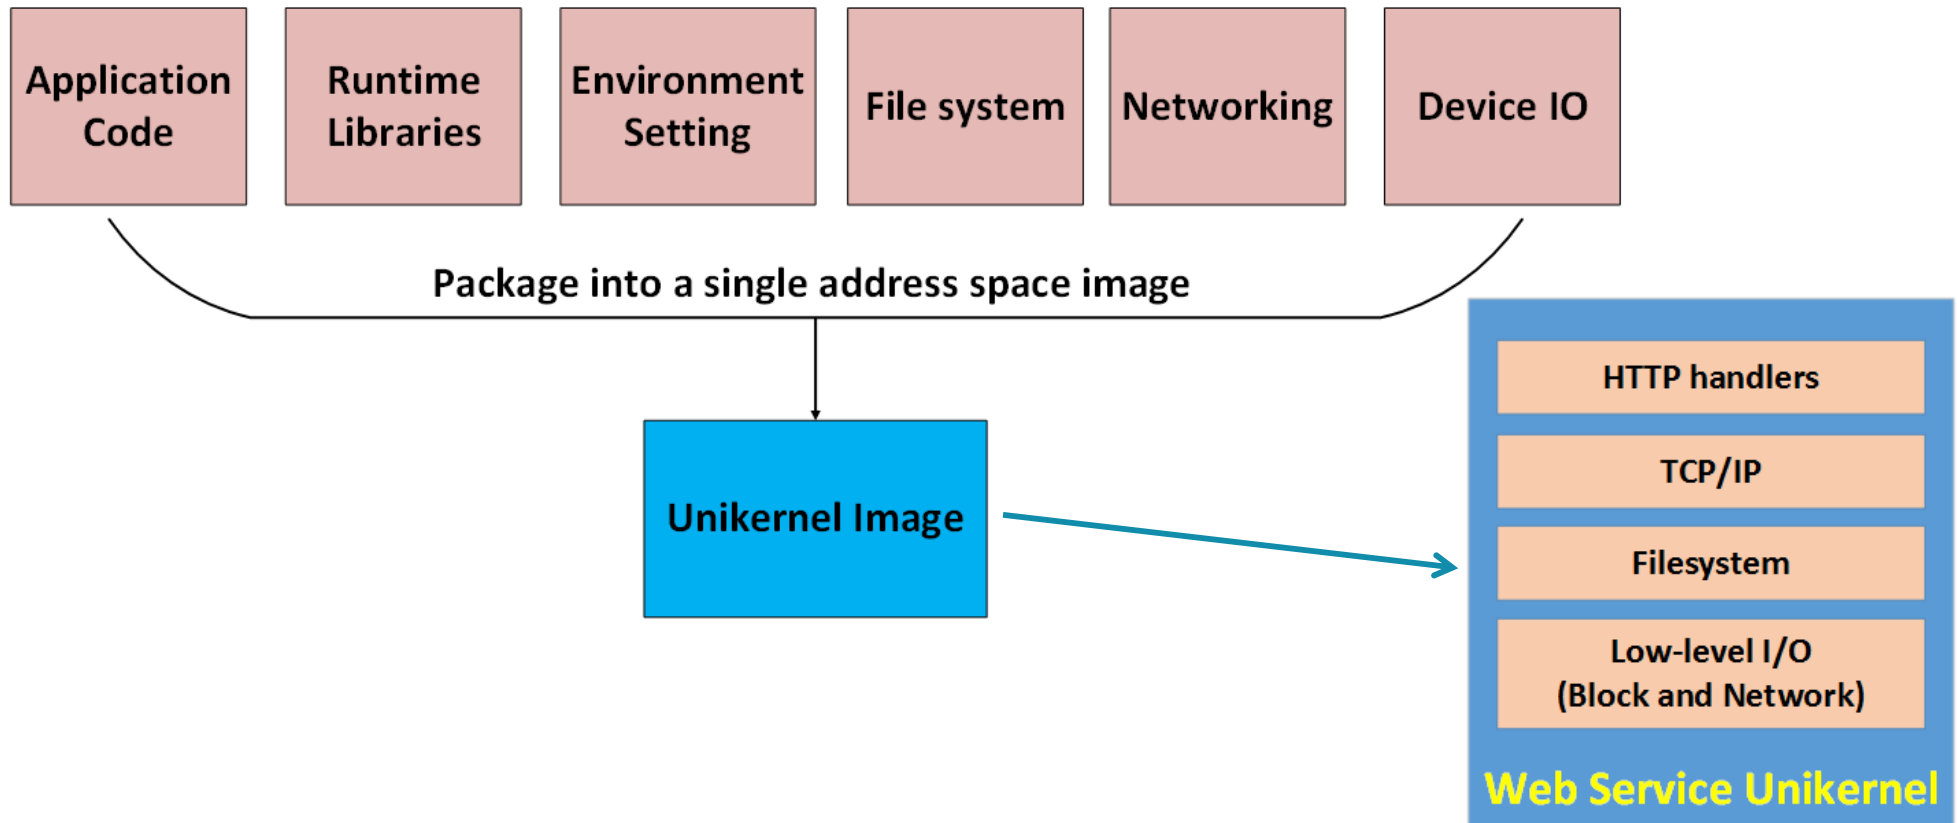 Application
Code
Runtime
Libraries
Environment
Setting
File system
Networking
Device IO
Package into a single address space image
Unikernel Image
HTTP handlers
TCP/IP
Filesystem
Low-level I/O
(Block and Network)
Web Service Unikernel